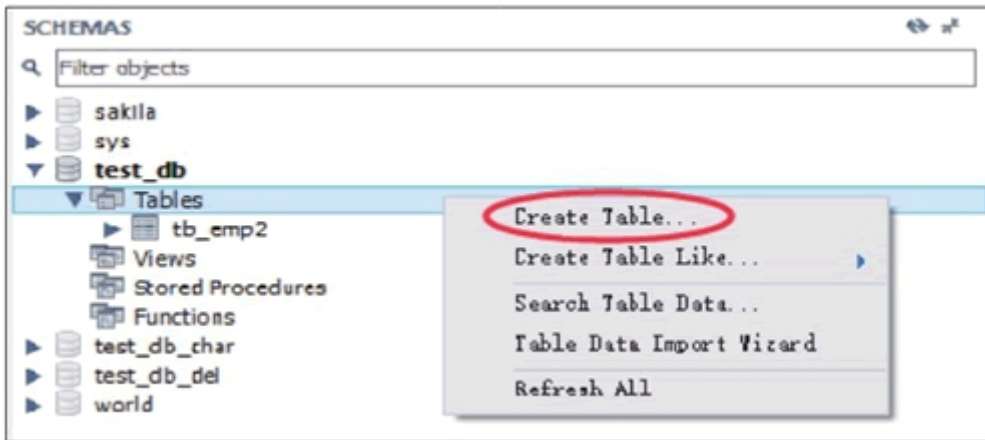 SCHEMAS
Filter objects
sakila
sys
test_db
Tables
tb_emp2
Views
Stored Procedures
Functions
test_db_char
test_db_del
world
Create Table...
Create Table Like...
Search Table Data...
Table Data Import Wizard
Refresh All